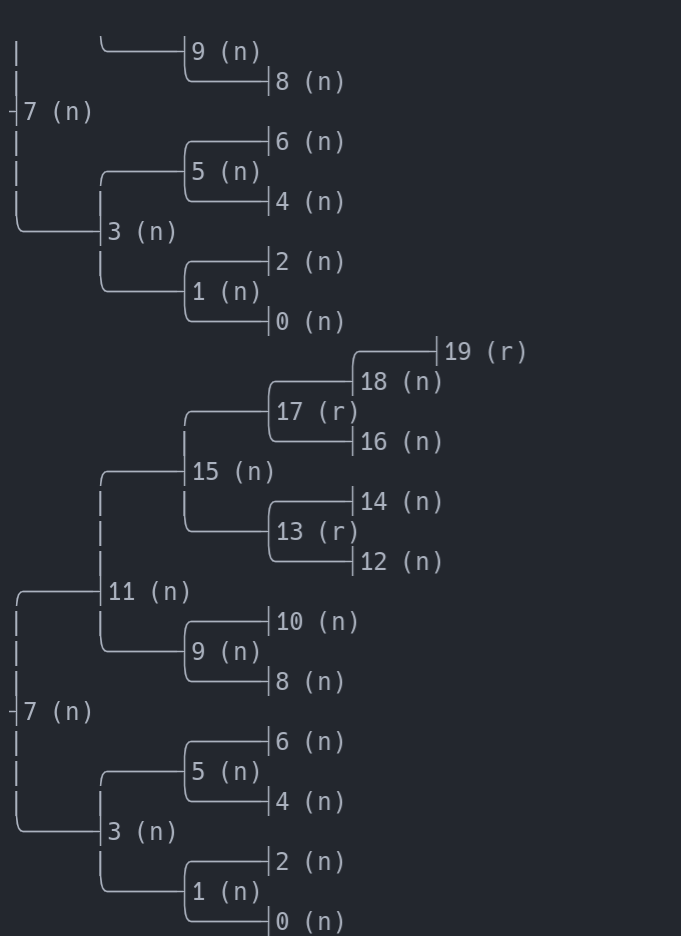 9 (n)
8 (n)
7 (n)
6 (n)
5 (n)
4 (n)
3 (n)
2 (n)
1 (n)
0 (n)
19 (r)
18 (n)
17 (r)
16 (n)
15 (n)
14 (n)
13 (r)
12 (n)
11 (n)
10 (n)
9 (n)
8 (n)
7 (n)
6 (n)
5 (n)
4 (n)
3 (n)
2 (n)
1 (n)
0 (n)